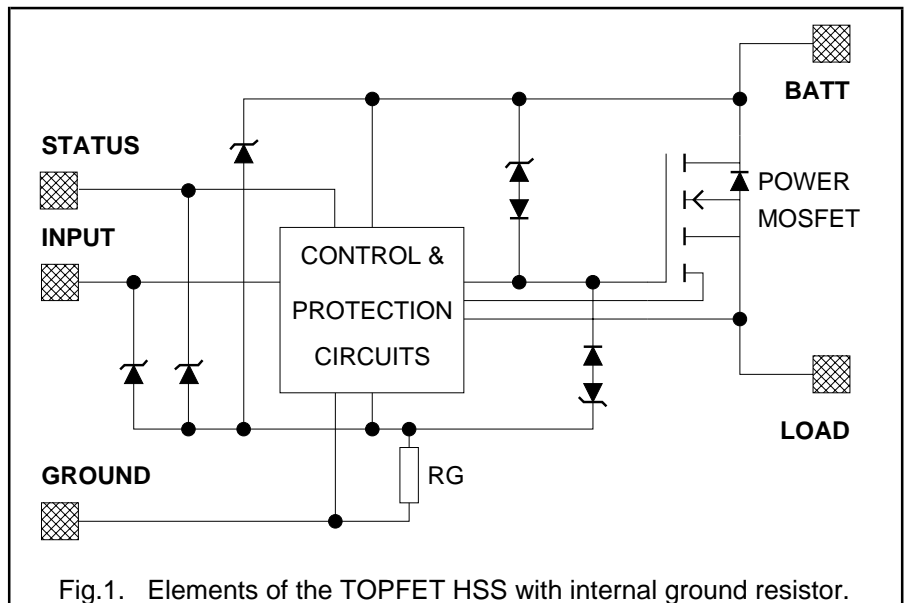 BATT
STATUS
POWER
MOSFET
INPUT
CONTROL &
PROTECTION
CIRCUITS
LOAD
GROUND
RG
Fig.1. Elements of the TOPFET HSS with internal ground resistor.